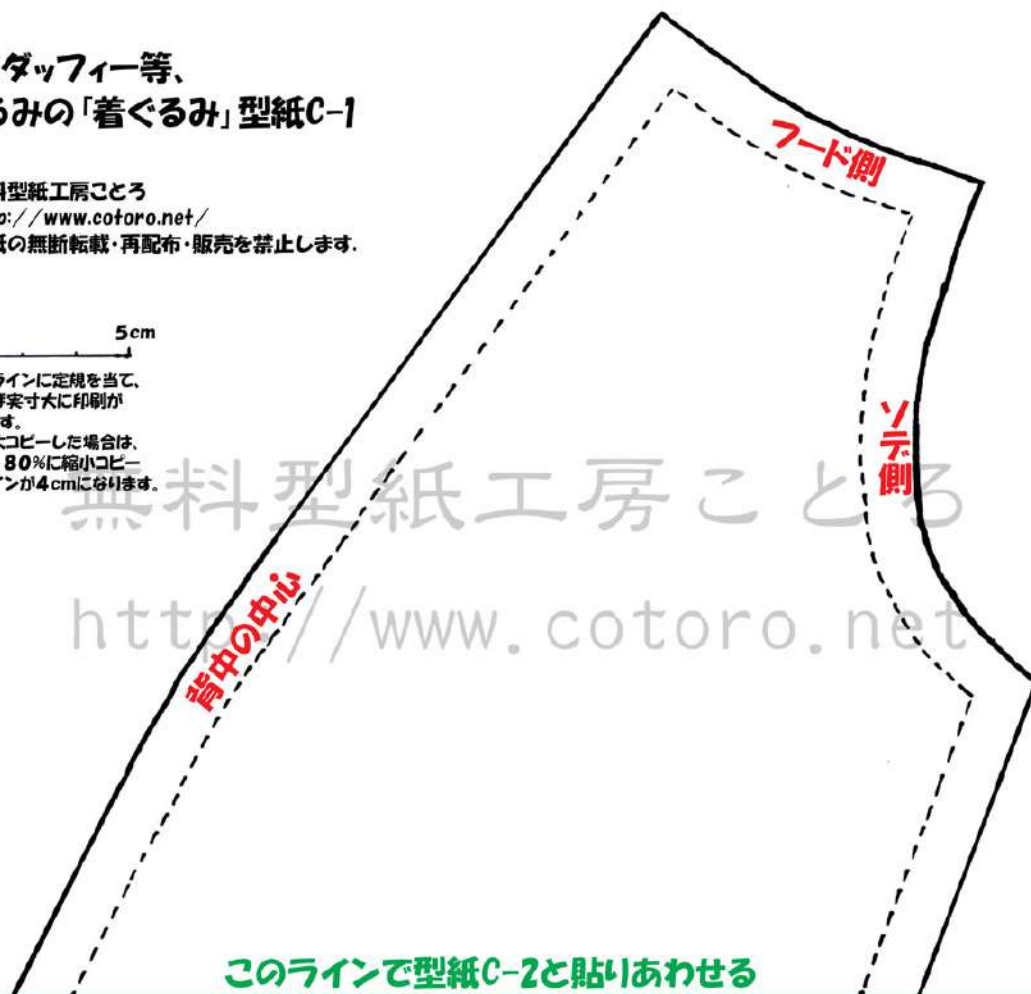 ダッフィー等、
るみの「着ぐるみ」型紙C-1
料型紙工房ことろ
p://www.cotoro.net/
紙の無断転載・再配布・販売を禁止します.
5cm
ラインに定規を当て、
実寸大に印刷が
す。
大コピーした場合は、
80%に縮小コピー
インが4cmになります。
フード側
ソデ側
無料型紙工房ことろ
http://www.cotoro.net
背中の中心
このラインで型紙C-2と貼りあわせる